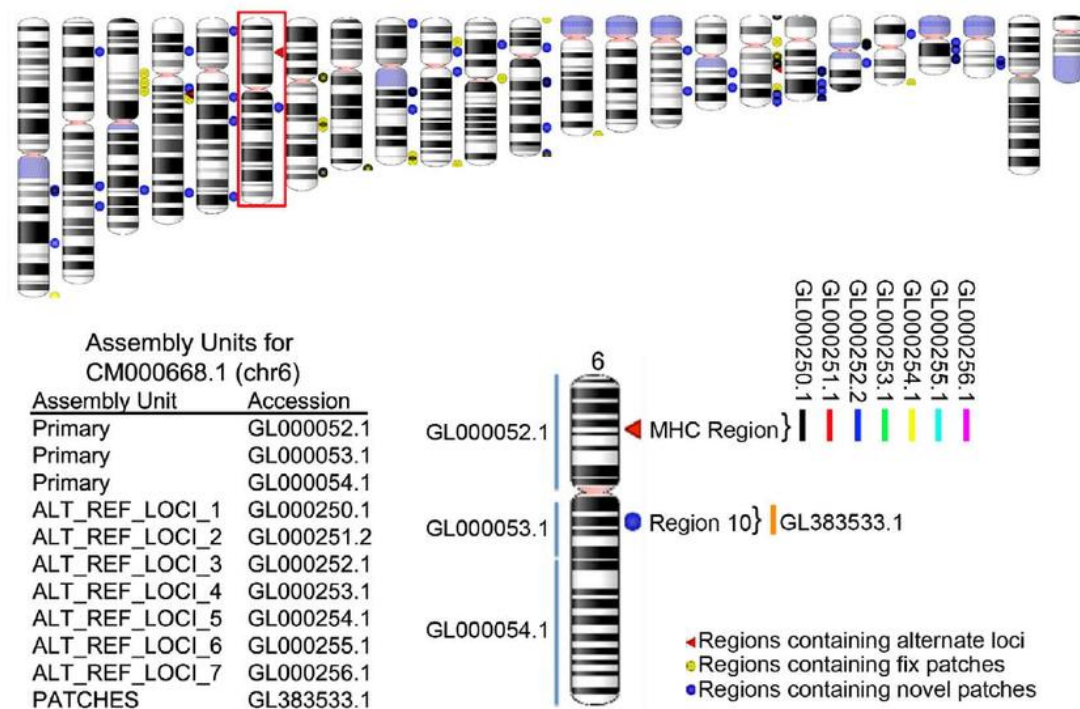 Assembly Units for
CM000668.1 (chr6)
Assembly Unit Accession
Primary GL000052.1
Primary GL000053.1
Primary GL000054.1
ALT_REF_LOCI_1 GL000250.1
ALT_REF_LOCI_2 GL000251.2
ALT_REF_LOCI_3 GL000252.1
ALT_REF_LOCI_4 GL000253.1
ALT_REF_LOCI_5 GL000254.1
ALT_REF_LOCI_6 GL000255.1
ALT_REF_LOCI_7 GL000256.1
PATCHES GL383533.1
6
GL000052.1
GL000053.1
GL000054.1
MHC Region}
GL000250.1
GL000251.1
GL000252.2
GL000253.1
GL000254.1
GL000255.1
GL000256.1
Region 10} GL383533.1
Regions containing alternate loci
Regions containing fix patches
Regions containing novel patches